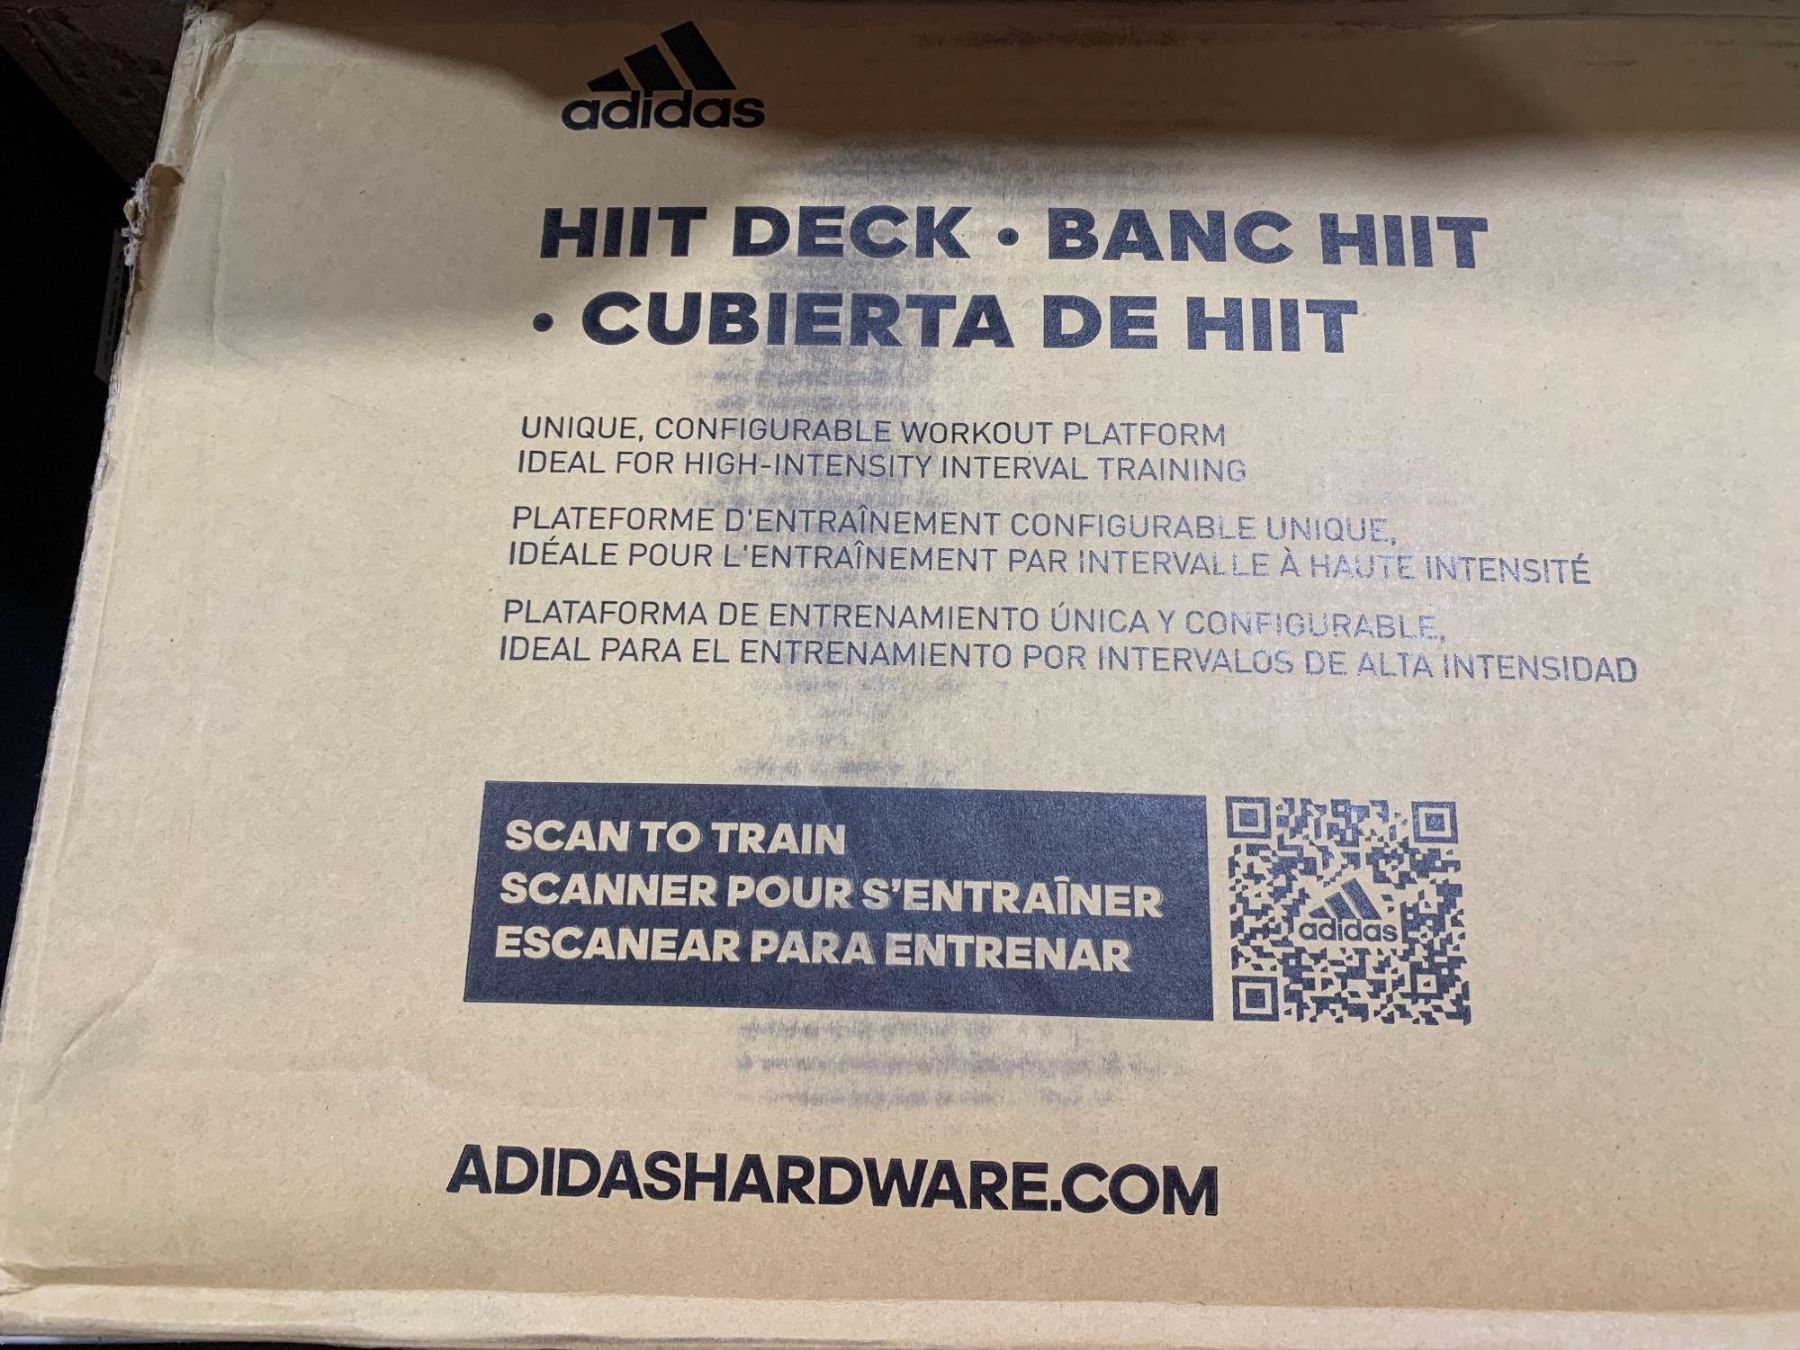 adidas
HIIT DECK • BANC HIIT
• CUBIERTA DE HIIT
UNIQUE, CONFIGURABLE WORKOUT PLATFORM
IDEAL FOR HIGH-INTENSITY INTERVAL TRAINING
PLATEFORME D'ENTRAÎNEMENT CONFIGURABLE UNIQUE,
IDÉALE POUR L'ENTRAÎNEMENT PAR INTERVALLE À HAUTE INTENSITÉ
PLATAFORMA DE ENTRENAMIENTO ÚNICA Y CONFIGURABLE,
IDEAL PARA EL ENTRENAMIENTO POR INTERVALOS DE ALTA INTENSIDAD
SCAN TO TRAIN
SCANNER POUR S'ENTRAÎNER
ESCANEAR PARA ENTRENAR
adidas
ADIDASHARDWARE.COM